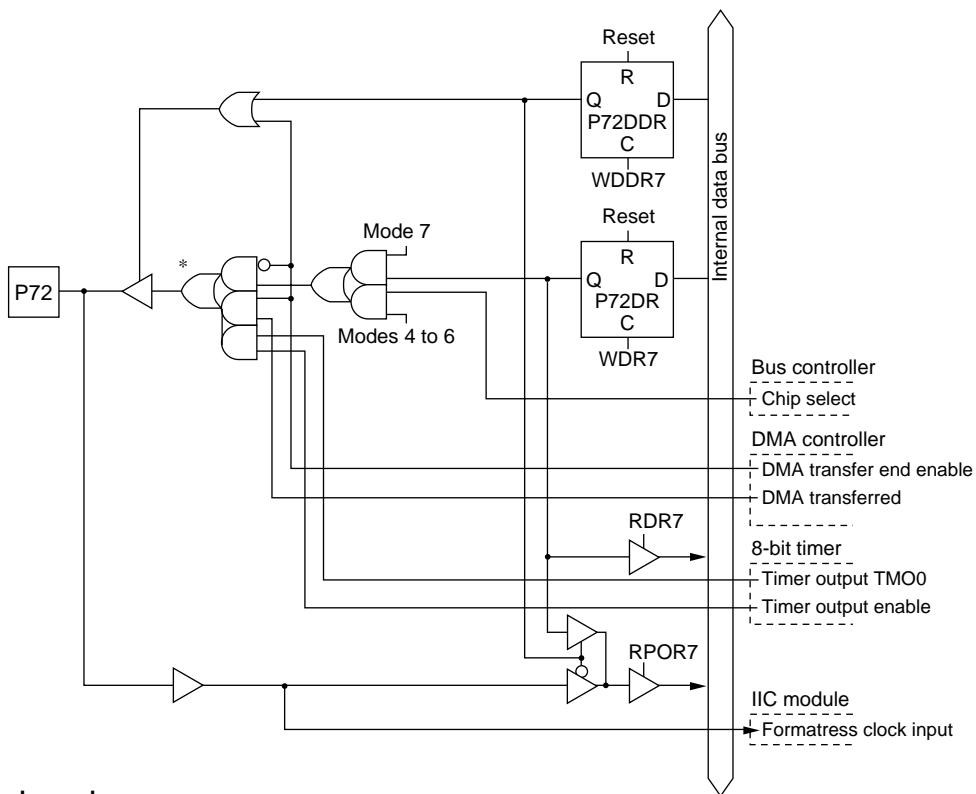 Reset
R
Q D
P72DDR
C
WDDR7
Reset
R
Q D
P72DR
C
WDR7
Internal data bus
Mode 7
*
P72
Modes 4 to 6
Bus controller
Chip select
DMA controller
DMA transfer end enable
DMA transferred
RDR7
8-bit timer
Timer output TMO0
Timer output enable
RPOR7
IIC module
Formatress clock input